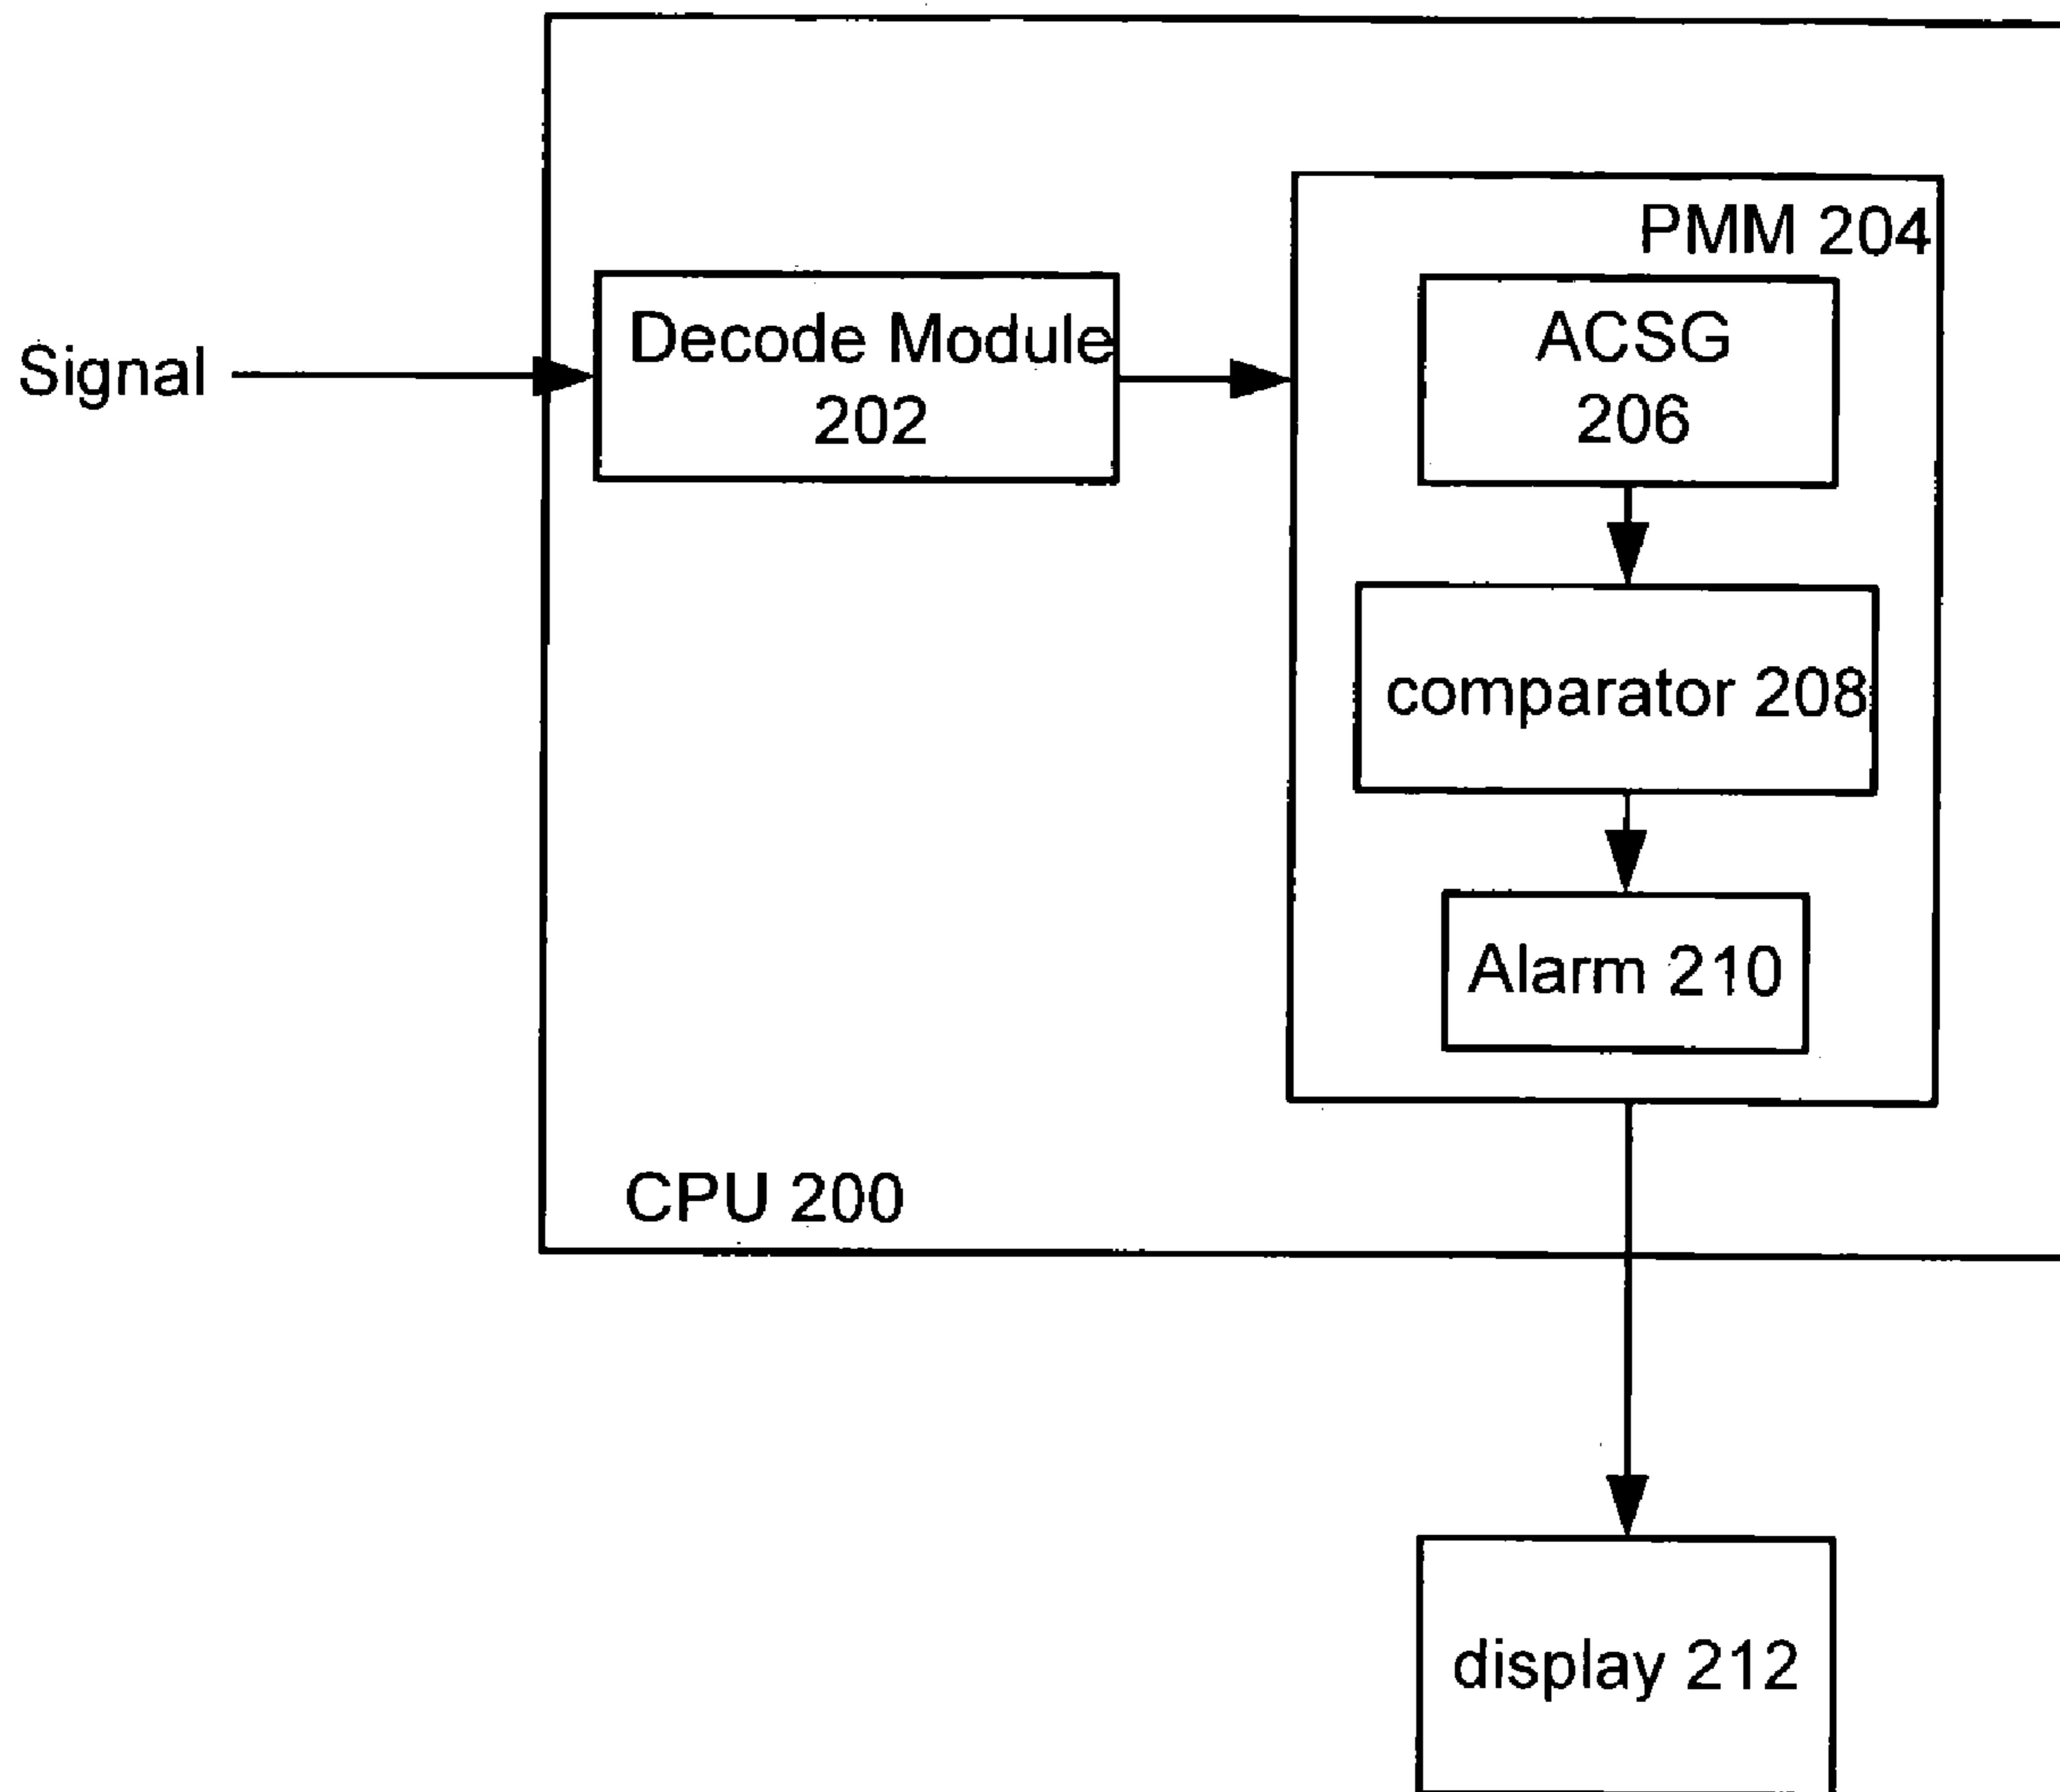 PMM 204
Signal
Decode Module
202
ACSG
206
comparator 208
Alarm 210
CPU 200
display 212